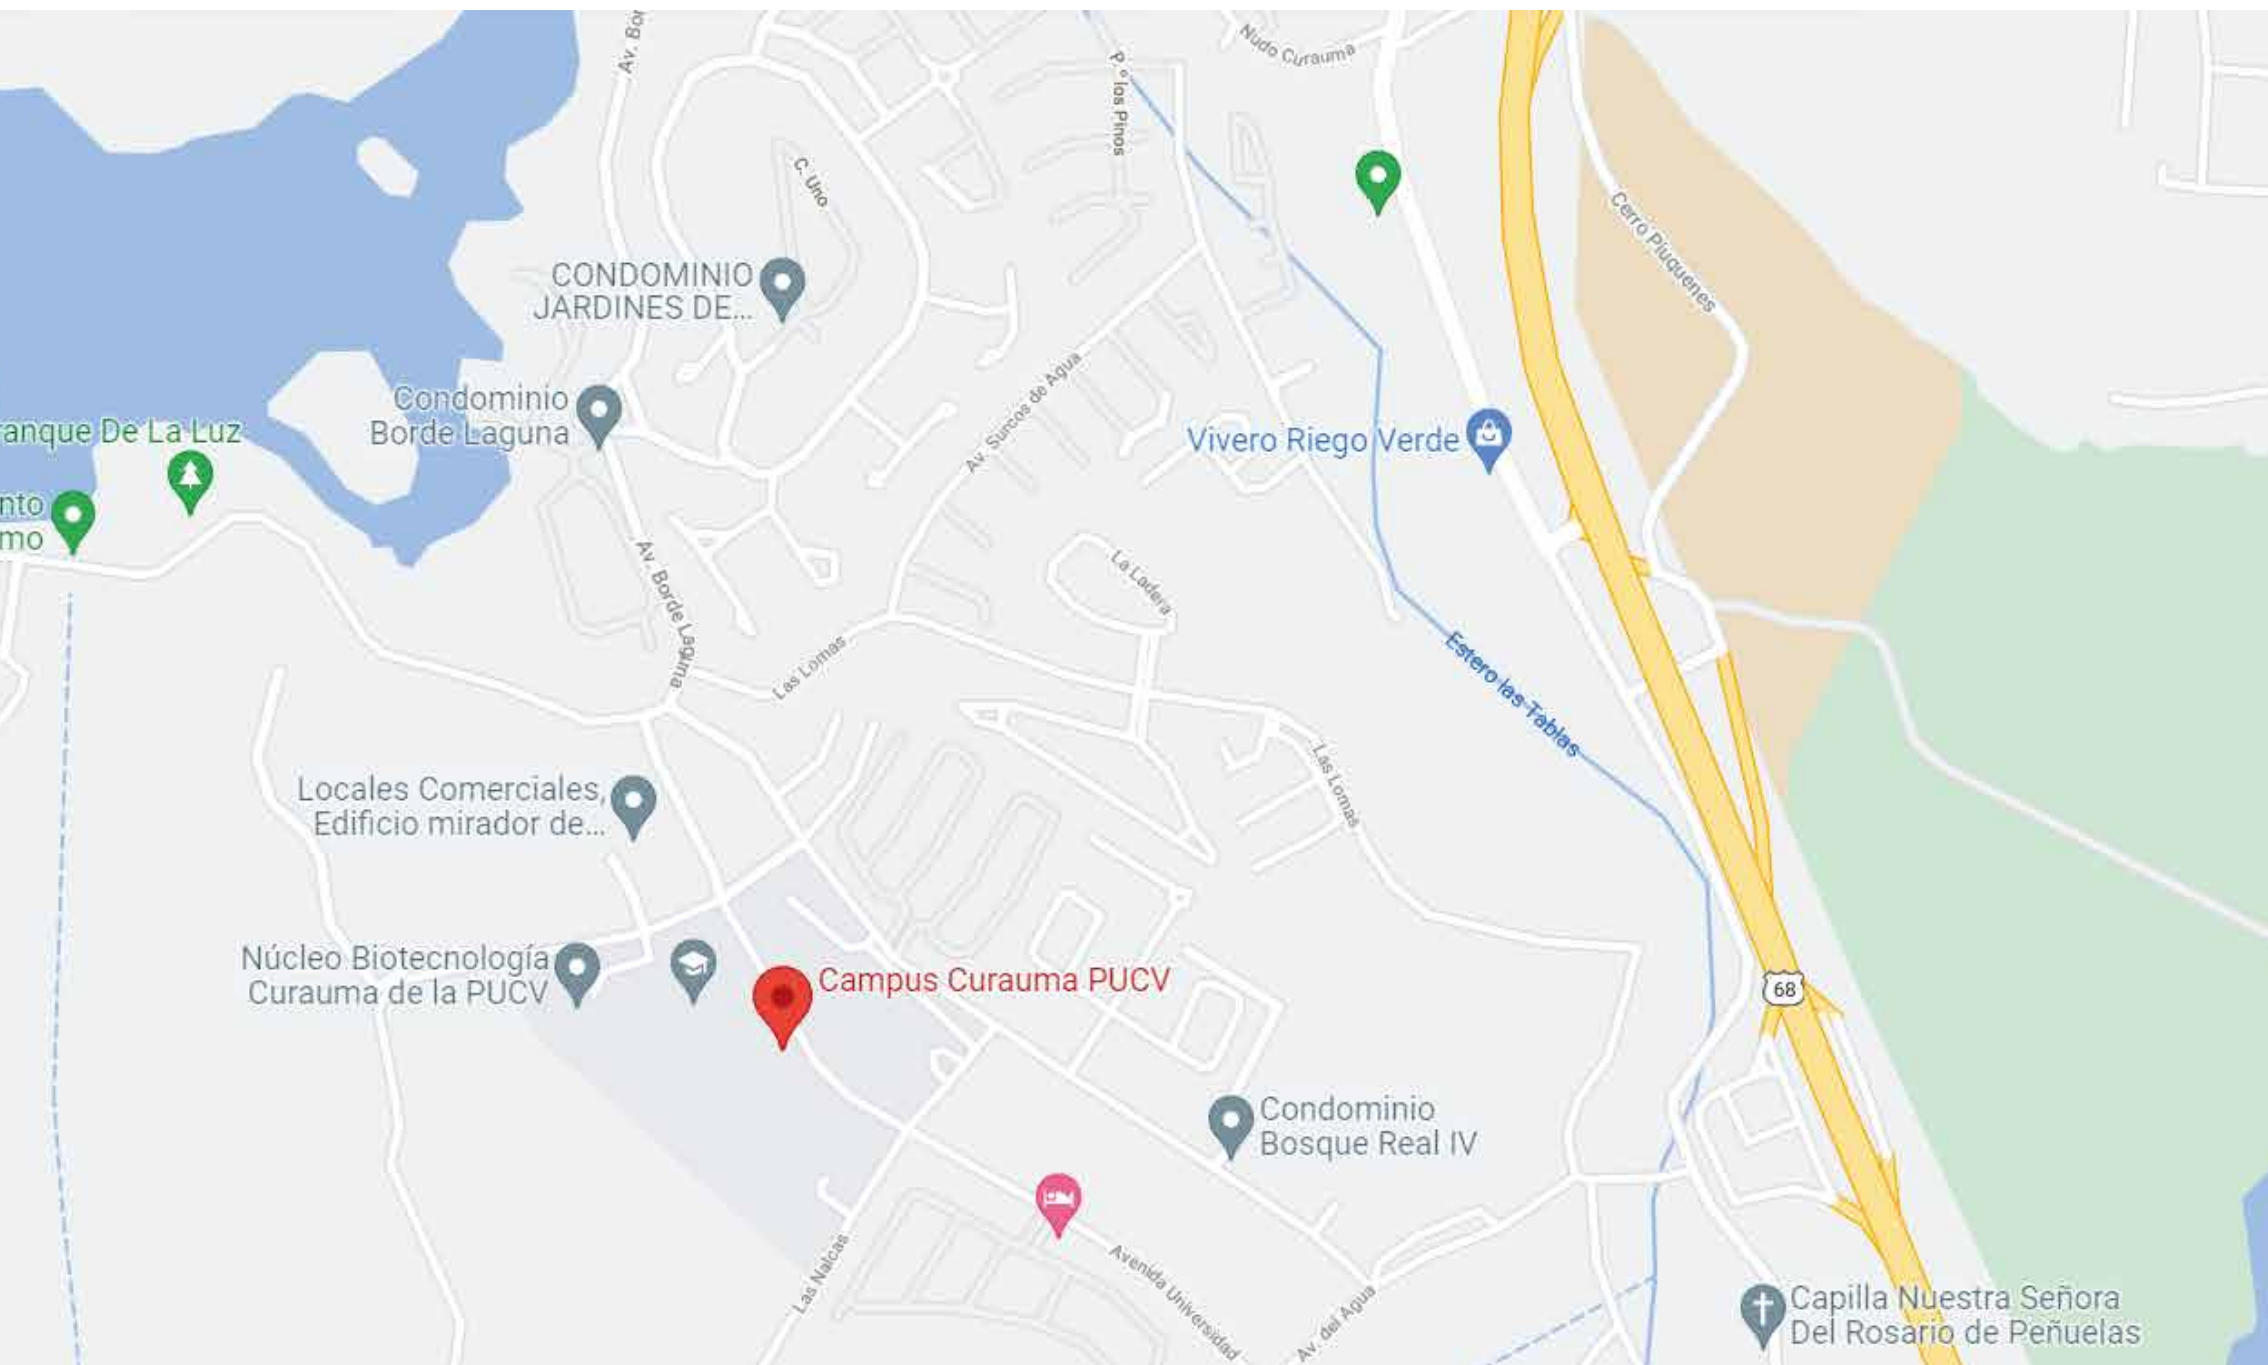 Av. Bor
Nudo Curauma
P.º los Pinos
C. Uno
Cerro Piuquenes
CONDOMINIO
JARDINES DE...
Condominio
Borde Laguna
Av. Surcos de Agua
ranque De La Luz
Vivero Riego Verde
nto
mo
Av. Borde Laguna
La Ladera
Las Lomas
Estero las Tablas
Las Lomas
Locales Comerciales,
Edificio mirador de...
Núcleo Biotecnología
Curauma de la PUCV
Campus Curauma PUCV
68
Condominio
Bosque Real IV
Las Nalcas
Avenida Universidad
Av. del Agua
Capilla Nuestra Señora
Del Rosario de Peñuelas